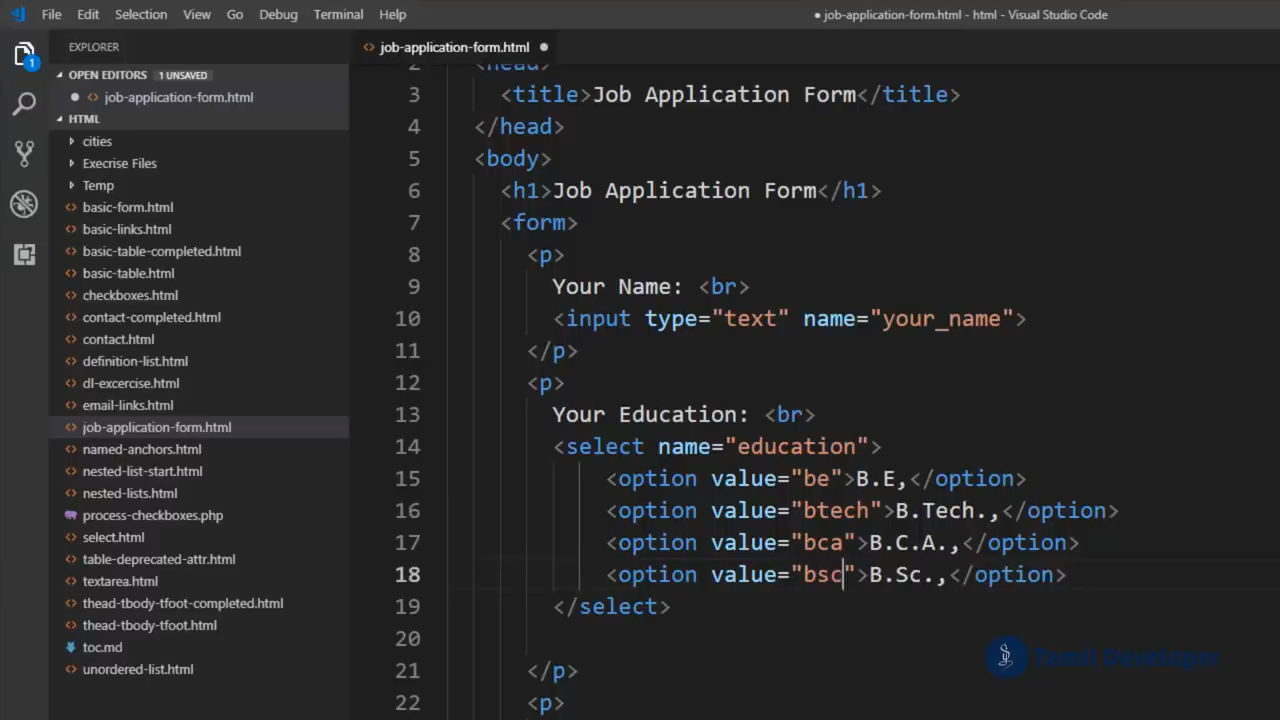 File Edit Selection View Go Debug Terminal Help
● job-application-form.html - html - Visual Studio Code
EXPLORER
1
OPEN EDITORS 1 UNSAVED
job-application-form.html
HTML
cities
Execrise Files
Temp
basic-form.html
basic-links.html
basic-table-completed.html
basic-table.html
checkboxes.html
contact-completed.html
contact.html
definition-list.html
dl-excercise.html
email-links.html
job-application-form.html
named-anchors.html
nested-list-start.html
nested-lists.html
process-checkboxes.php
select.html
table-deprecated-attr.html
textarea.html
thead-tbody-tfoot-completed.html
thead-tbody-tfoot.html
toc.md
unordered-list.html
job-application-form.html
2 <head>
3 <title>Job Application Form</title>
4 </head>
5 <body>
6 <h1>Job Application Form</h1>
7 <form>
8 <p>
9 Your Name: <br>
10 <input type="text" name="your_name">
11 </p>
12 <p>
13 Your Education: <br>
14 <select name="education">
15 <option value="be">B.E,</option>
16 <option value="btech">B.Tech.,</option>
17 <option value="bca">B.C.A.,</option>
18 <option value="bsc">B.Sc.,</option>
19 </select>
20
21 </p>
22 <p>
Tamil Developer